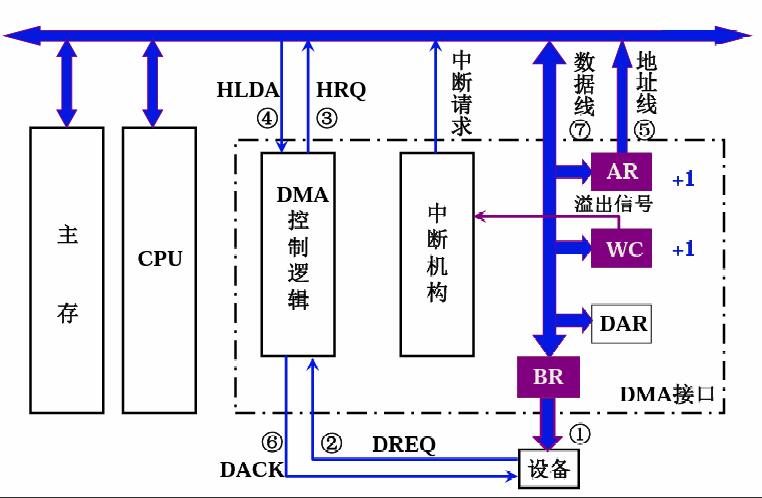 HLDA
④
HRQ
③
中断请求
数据线
⑦
地址线
⑤
主存
CPU
DMA
控制逻辑
中断机构
AR
+1
溢出信号
WC
+1
DAR
BR
DMA接口
⑥
②
DREQ
①
DACK
设备